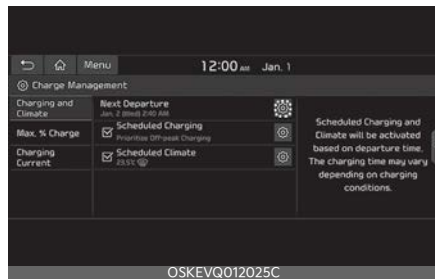 Menu
12:00 AM Jan. 1
Charge Management
Charging and
Climate
Next Departure
Jan. 2 (Wed) 2:40 AM
Scheduled Charging
Prioritise Off-peak Charging
Max. % Charge
Scheduled Climate
23.5℃
Charging
Current
Scheduled Charging and
Climate will be activated
based on departure time.
The charging time may vary
depending on charging
conditions.
OSKEVQ012025C